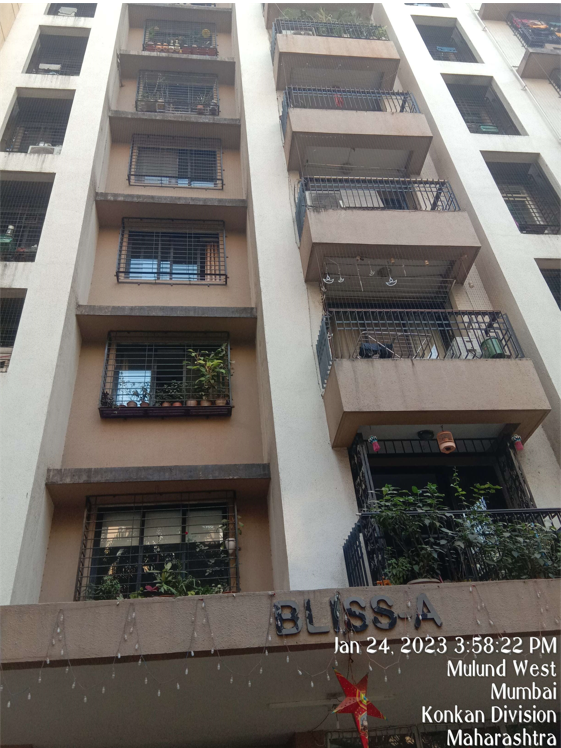 BLISS-A
Jan 24, 2023 3:58:22 PM
Mulund West
Mumbai
Konkan Division
Maharashtra